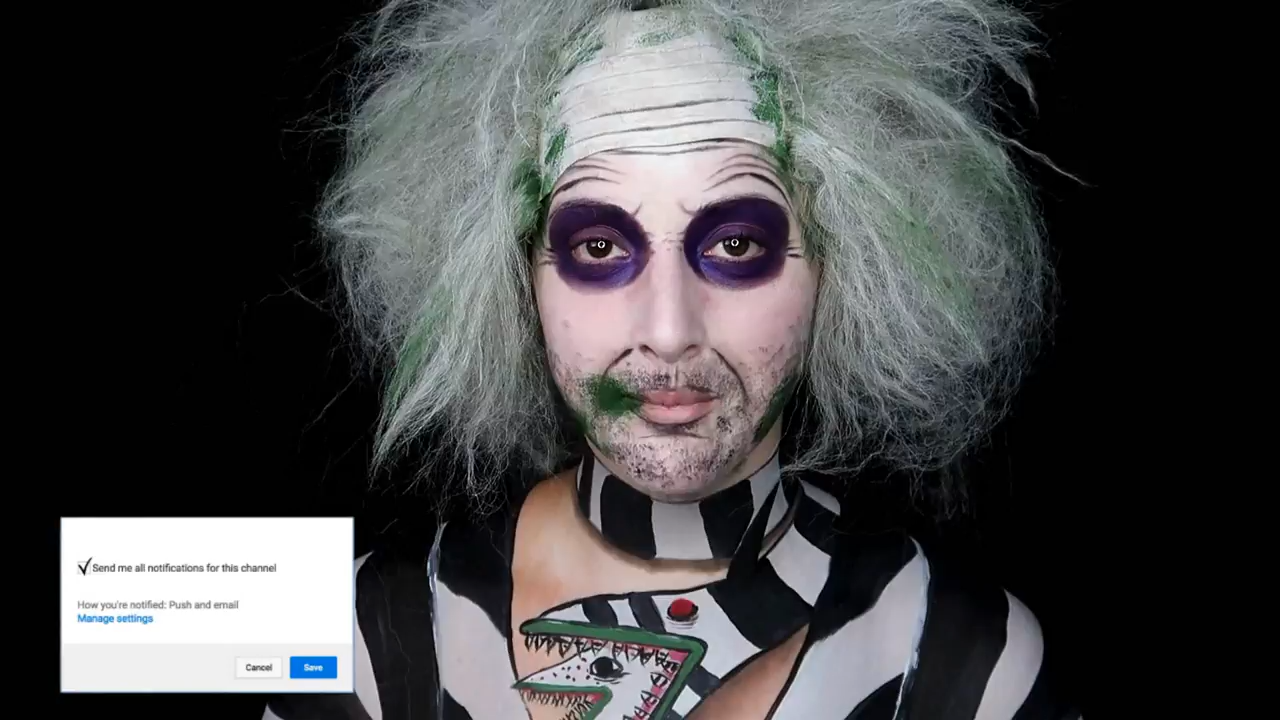 Send me all notifications for this channel
How you're notified: Push and email
Manage settings
Cancel
Save